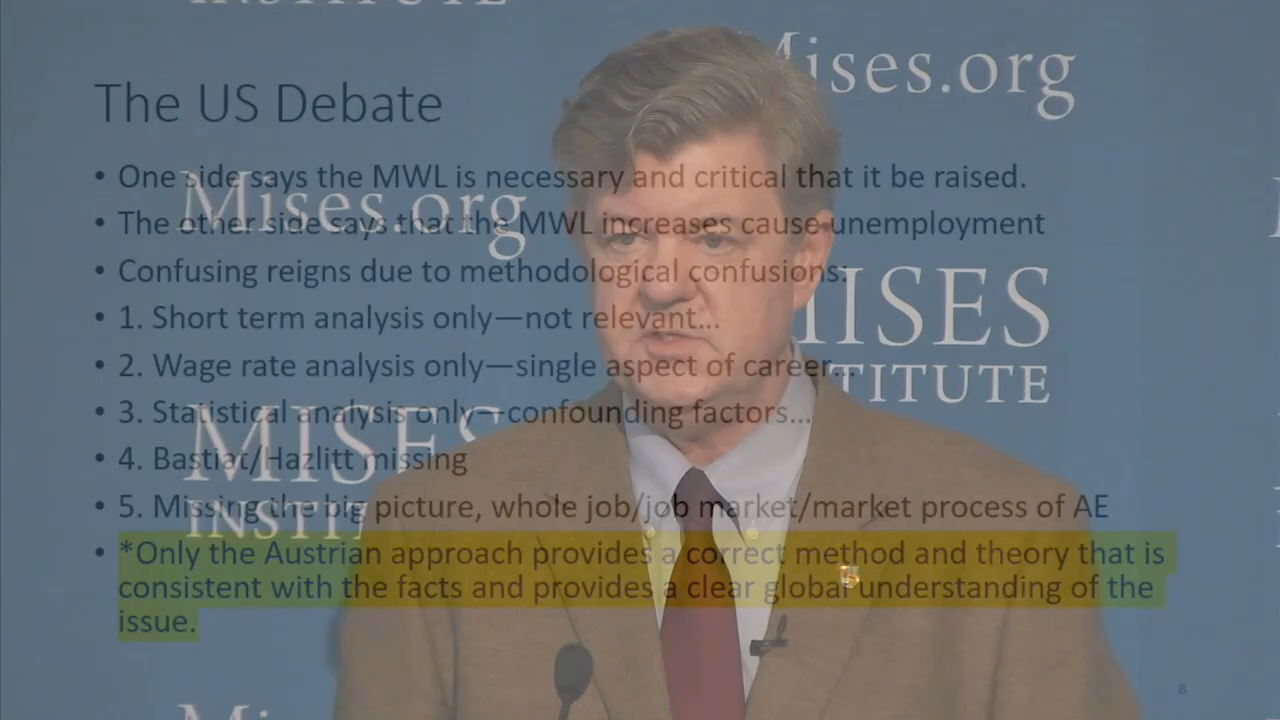 INSTITUTE
Mises.org
The US Debate
• One side says the MWL is necessary and critical that it be raised.
Mises.org
• The other side says that the MWL increases cause unemployment
• Confusing reigns due to methodological confusions:
MISES
INSTITUTE
• 1. Short term analysis only—not relevant...
• 2. Wage rate analysis only—single aspect of career...
• 3. Statistical analysis only—confounding factors...
MISES
INSTITUTE
• 4. Bastiat/Hazlitt missing
• 5. Missing the big picture, whole job/job market/market process of AE
• *Only the Austrian approach provides a correct method and theory that is
consistent with the facts and provides a clear global understanding of the
issue.
8